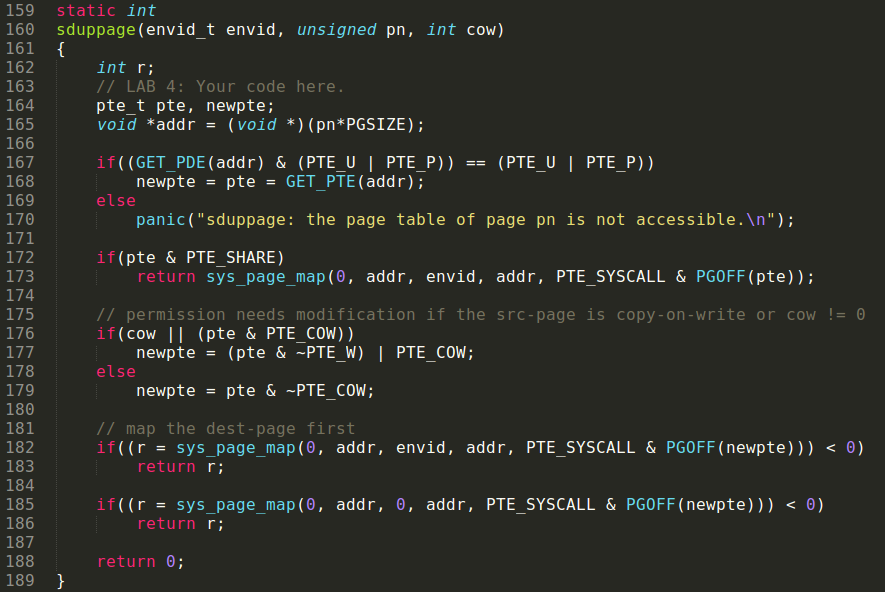 159 static int
160 sduppage(envid_t envid, unsigned pn, int cow)
161 {
162     int r;
163     // LAB 4: Your code here.
164     pte_t pte, newpte;
165     void *addr = (void *)(pn*PGSIZE);
166
167     if((GET_PDE(addr) & (PTE_U | PTE_P)) == (PTE_U | PTE_P))
168         newpte = pte = GET_PTE(addr);
169     else
170         panic("sduppage: the page table of page pn is not accessible.\n");
171
172     if(pte & PTE_SHARE)
173         return sys_page_map(0, addr, envid, addr, PTE_SYSCALL & PGOFF(pte));
174
175     // permission needs modification if the src-page is copy-on-write or cow != 0
176     if(cow || (pte & PTE_COW))
177         newpte = (pte & ~PTE_W) | PTE_COW;
178     else
179         newpte = pte & ~PTE_COW;
180
181     // map the dest-page first
182     if((r = sys_page_map(0, addr, envid, addr, PTE_SYSCALL & PGOFF(newpte))) < 0)
183         return r;
184
185     if((r = sys_page_map(0, addr, 0, addr, PTE_SYSCALL & PGOFF(newpte))) < 0)
186         return r;
187
188     return 0;
189 }